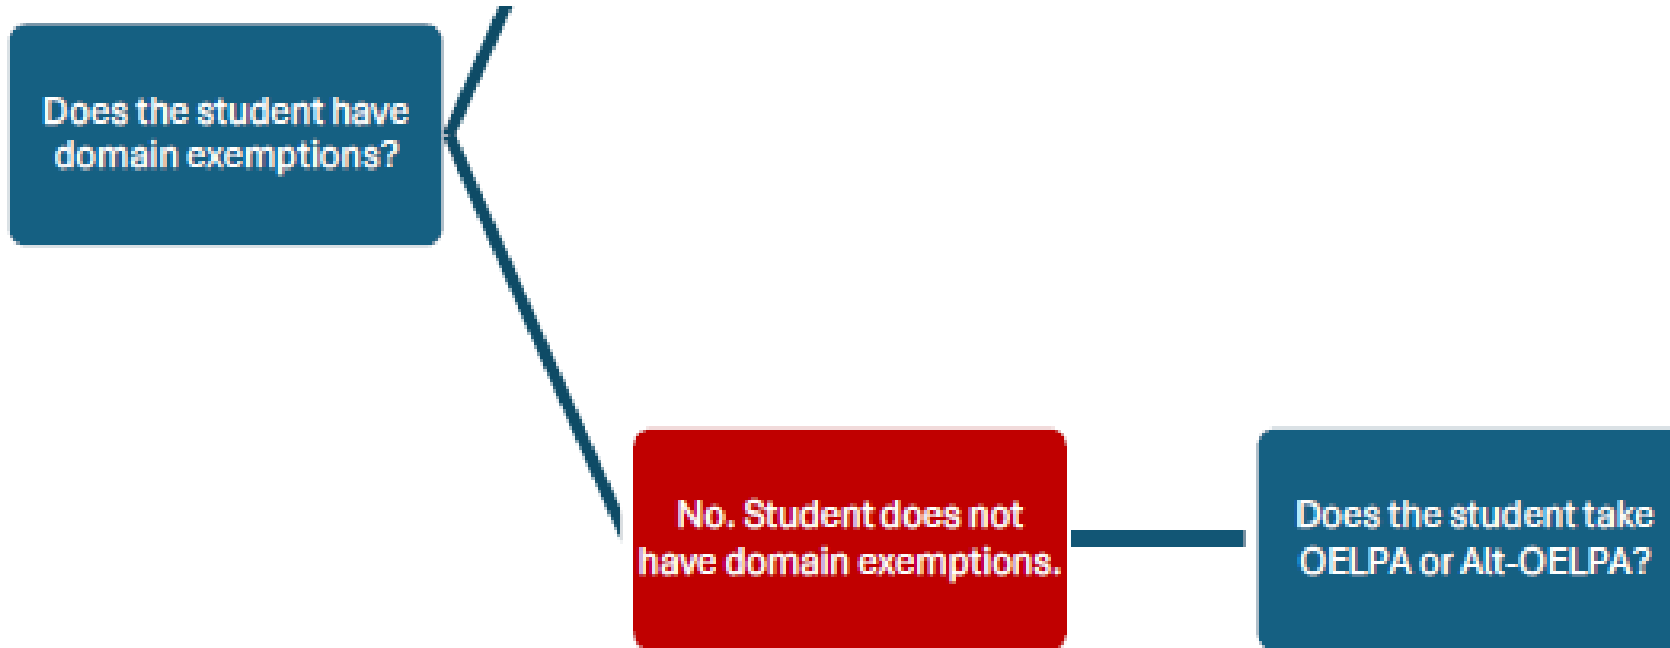 Does the student have
domain exemptions?
No. Student does not
have domain exemptions.
Does the student take
OELPA or Alt-OELPA?